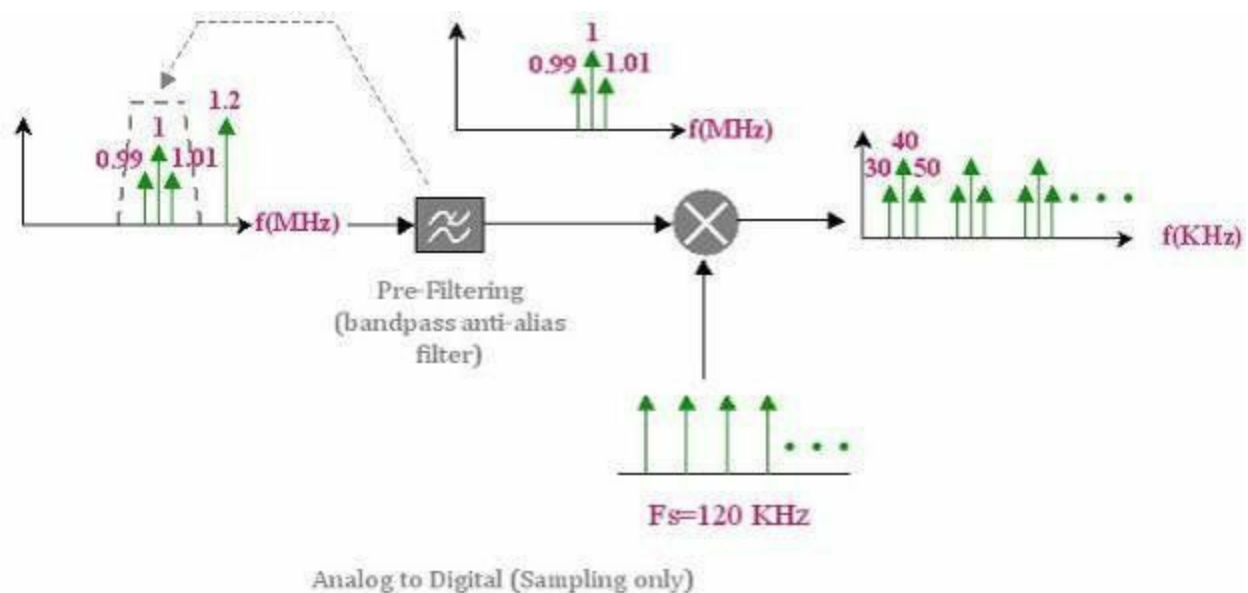 1
0.99 1.01
f(MHz)
1.2
1
0.99 1.01
f(MHz)
40
30 50
f(KHz)
Pre-Filtering
(bandpass anti-alias
filter)
Fs=120 KHz
Analog to Digital (Sampling only)